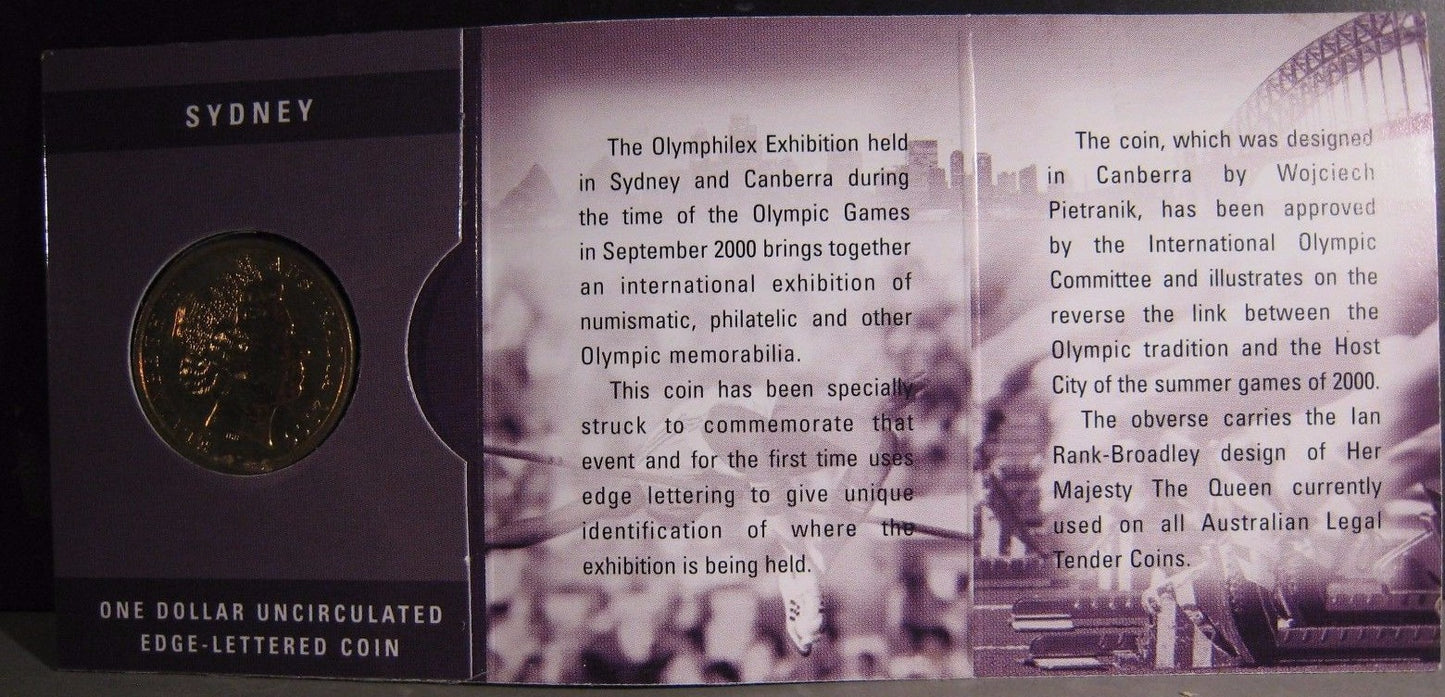 SYDNEY
ONE DOLLAR UNCIRCULATED
EDGE-LETTERED COIN
The Olymphilex Exhibition held
in Sydney and Canberra during
the time of the Olympic Games
in September 2000 brings together
an international exhibition of
numismatic, philatelic and other
Olympic memorabilia.
This coin has been specially
struck to commemorate that
event and for the first time uses
edge lettering to give unique
identification of where the
exhibition is being held.
The coin, which was designed
in Canberra by Wojciech
Pietranik, has been approved
by the International Olympic
Committee and illustrates on the
reverse the link between the
Olympic tradition and the Host
City of the summer games of 2000.
The obverse carries the Ian
Rank-Broadley design of Her
Majesty The Queen currently
used on all Australian Legal
Tender Coins.